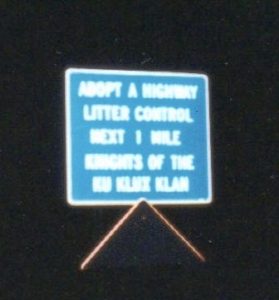 ADOPT A HIGHWAY
LITTER CONTROL
NEXT 1 MILE
KNIGHTS OF THE
KU KLUX KLAN